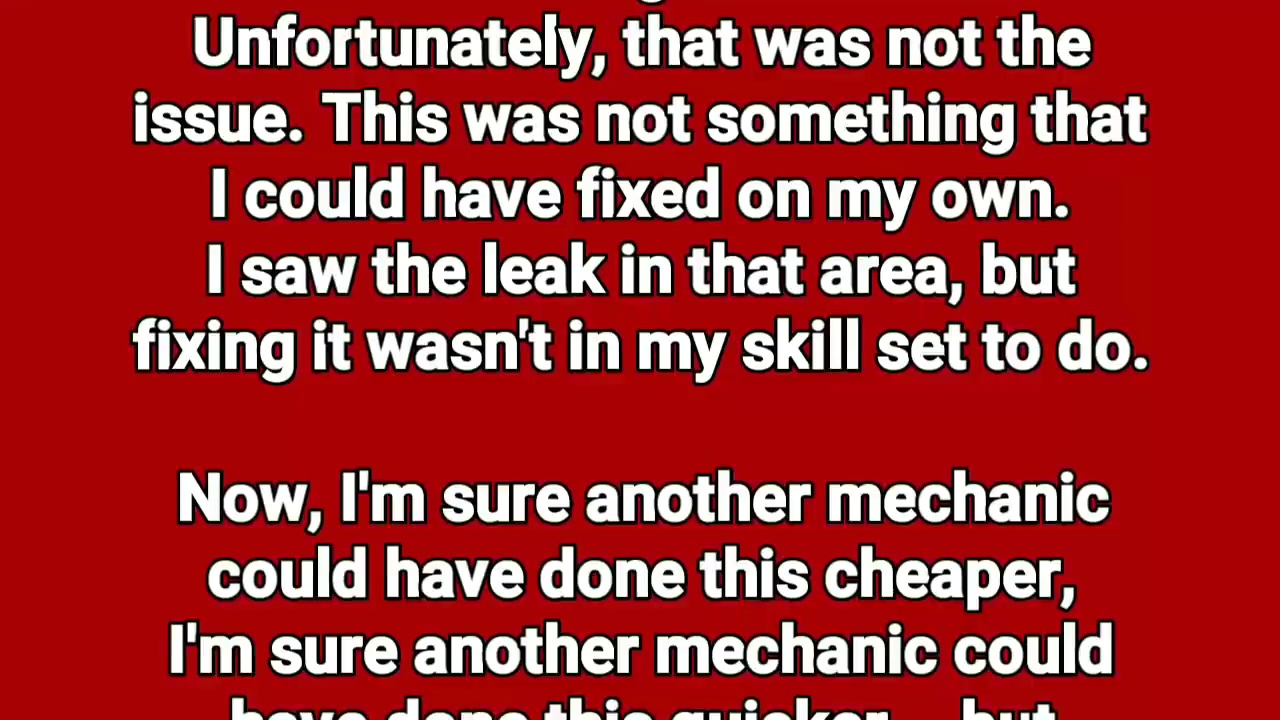 Unfortunately, that was not the
issue. This was not something that
I could have fixed on my own.
I saw the leak in that area, but
fixing it wasn't in my skill set to do.
Now, I'm sure another mechanic
could have done this cheaper,
I'm sure another mechanic could
have done this quicker... but